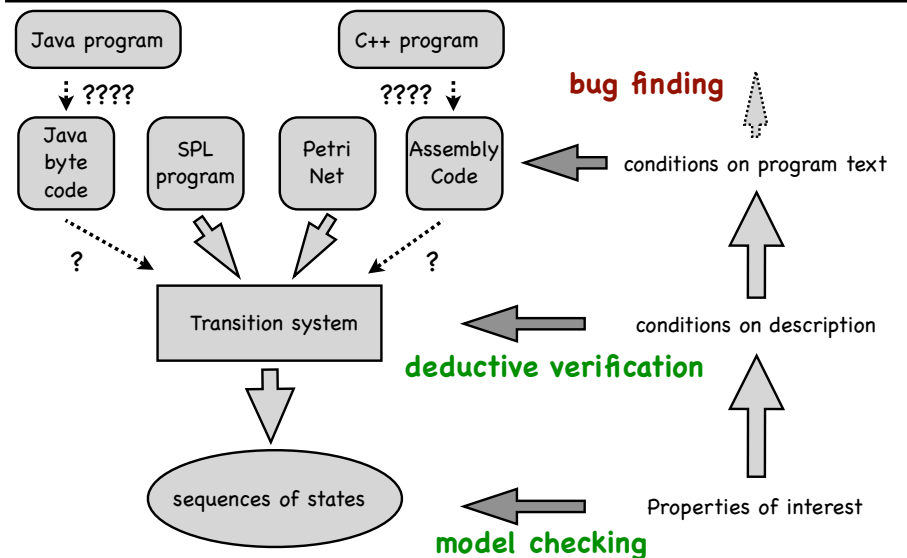 Java program
C++ program
????
????
bug finding
Java
byte
code
SPL
program
Petri
Net
Assembly
Code
conditions on program text
?
?
Transition system
conditions on description
deductive verification
sequences of states
Properties of interest
model checking